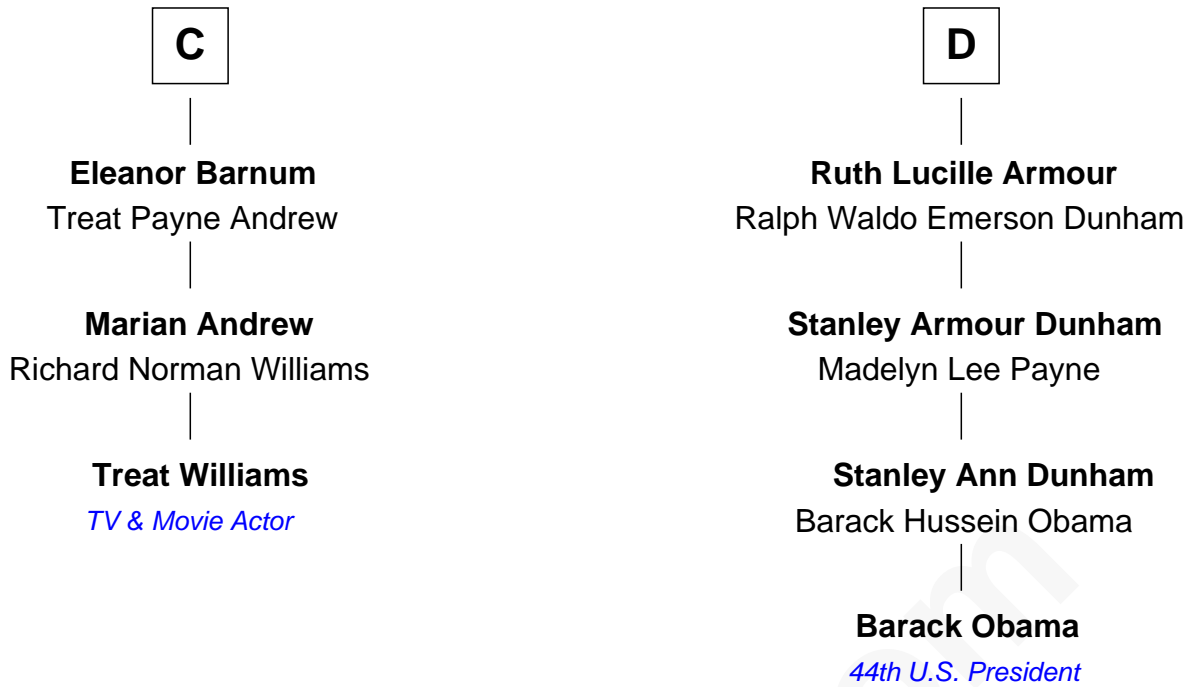 C
Eleanor Barnum
Treat Payne Andrew
Marian Andrew
Richard Norman Williams
Treat Williams
TV & Movie Actor
D
Ruth Lucille Armour
Ralph Waldo Emerson Dunham
Stanley Armour Dunham
Madelyn Lee Payne
Stanley Ann Dunham
Barack Hussein Obama
Barack Obama
44th U.S. President